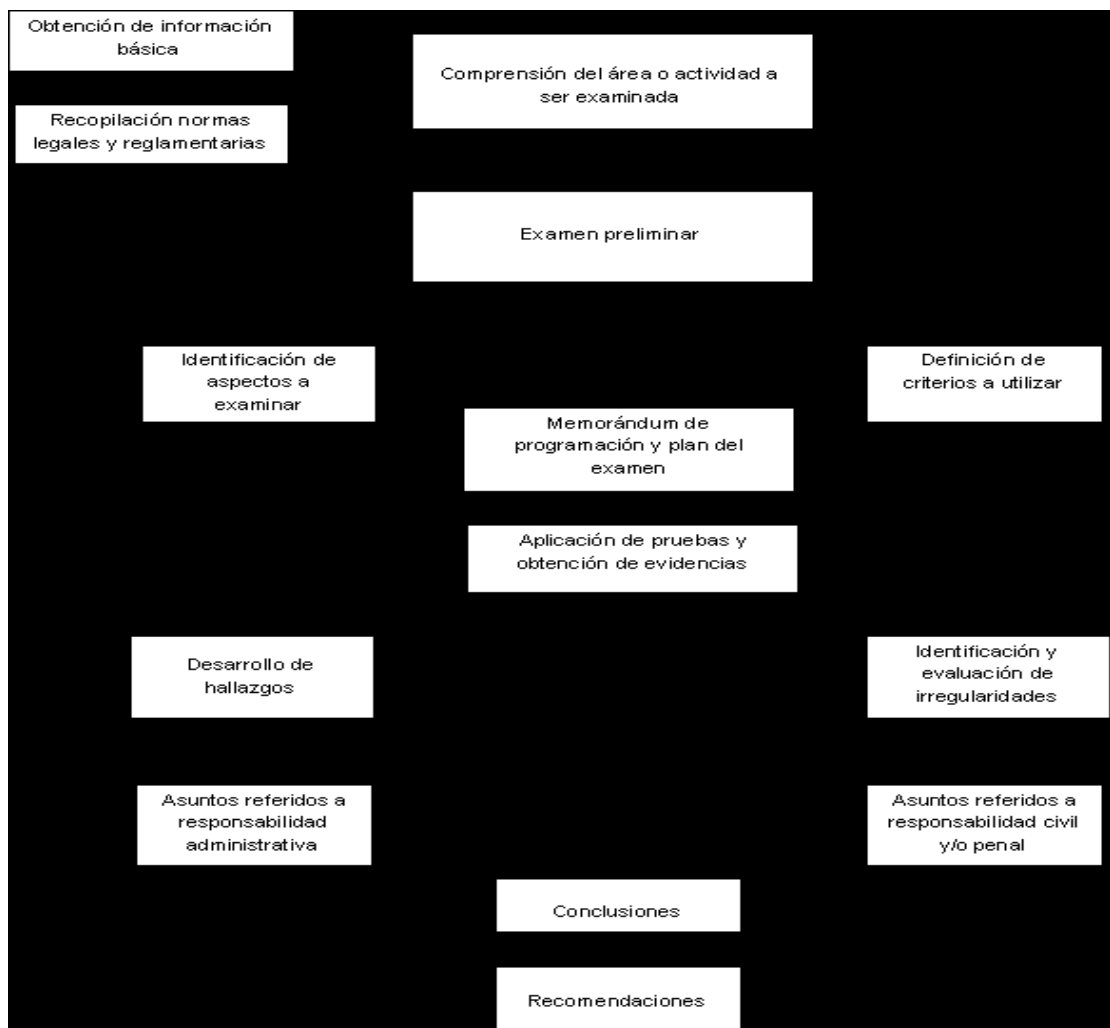 Obtención de información
básica
Comprensión del área o actividad a
ser examinada
Recopilación normas
legales y reglamentarias
Examen preliminar
Identificación de
aspectos a
examinar
Definición de
criterios a utilizar
Memorándum de
programación y plan del
examen
Aplicación de pruebas y
obtención de evidencias
Desarrollo de
hallazgos
Identificación y
evaluación de
irregularidades
Asuntos referidos a
responsabilidad
administrativa
Asuntos referidos a
responsabilidad civil
y/o penal
Conclusiones
Recomendaciones